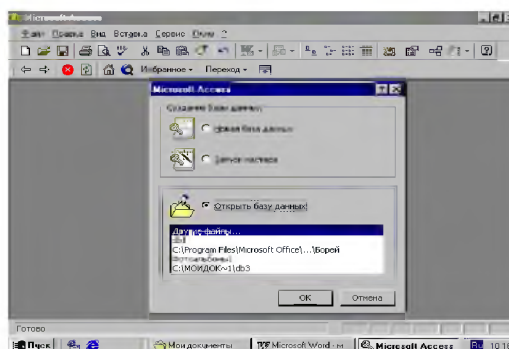 Microsoft Access
Файл Правка Вид Вставка Сервис Окно ?
Избранное Переход
Microsoft Access
Создание базы данных
Новая база данных
Запуск мастера
Открыть базу данных
Другие файлы...
C:\Program Files\Microsoft Office\...\Борей
C:\МОИДОК~1\db3
OK Отмена
Готово
Пуск Мои документы Microsoft Word - м Microsoft Access Ru